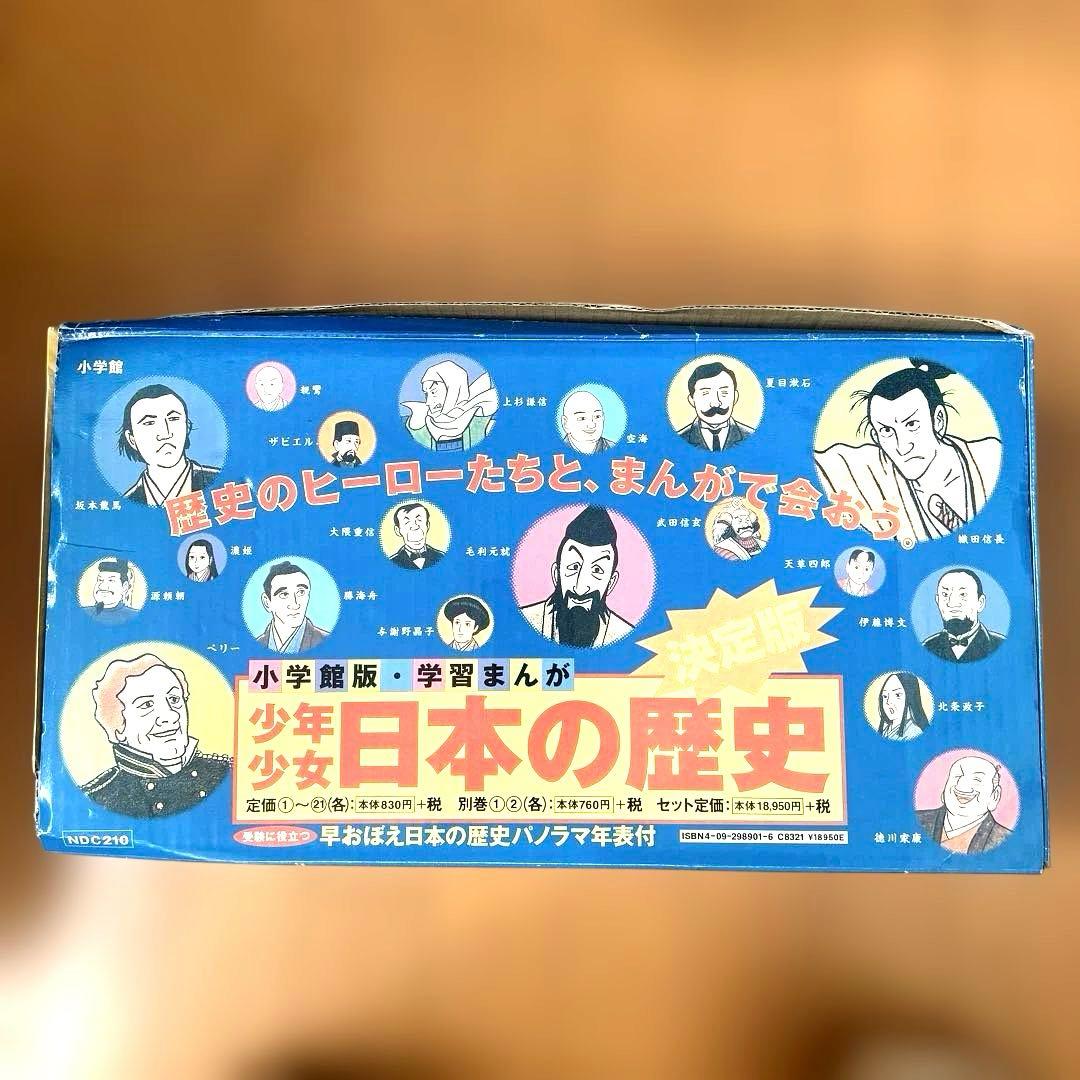 小学館
親鸞
上杉謙信
夏目漱石
ザビエル
空海
坂本龍馬
歴史のヒーローたちと、まんがで会おう。
大隈重信
毛利元就
武田信玄
織田信長
濃姫
天草四郎
源頼朝
勝海舟
与謝野晶子
伊藤博文
ペリー
決定版
小学館版・学習まんが
少年少女日本の歴史
北条政子
定価①〜㉑(各):本体830円+税 別巻①②(各):本体760円+税 セット定価:本体18,950円+税
徳川家康
NDC210
受験に役立つ 早おぼえ日本の歴史パノラマ年表付
ISBN4-09-298901-6 C8321 ¥18950E